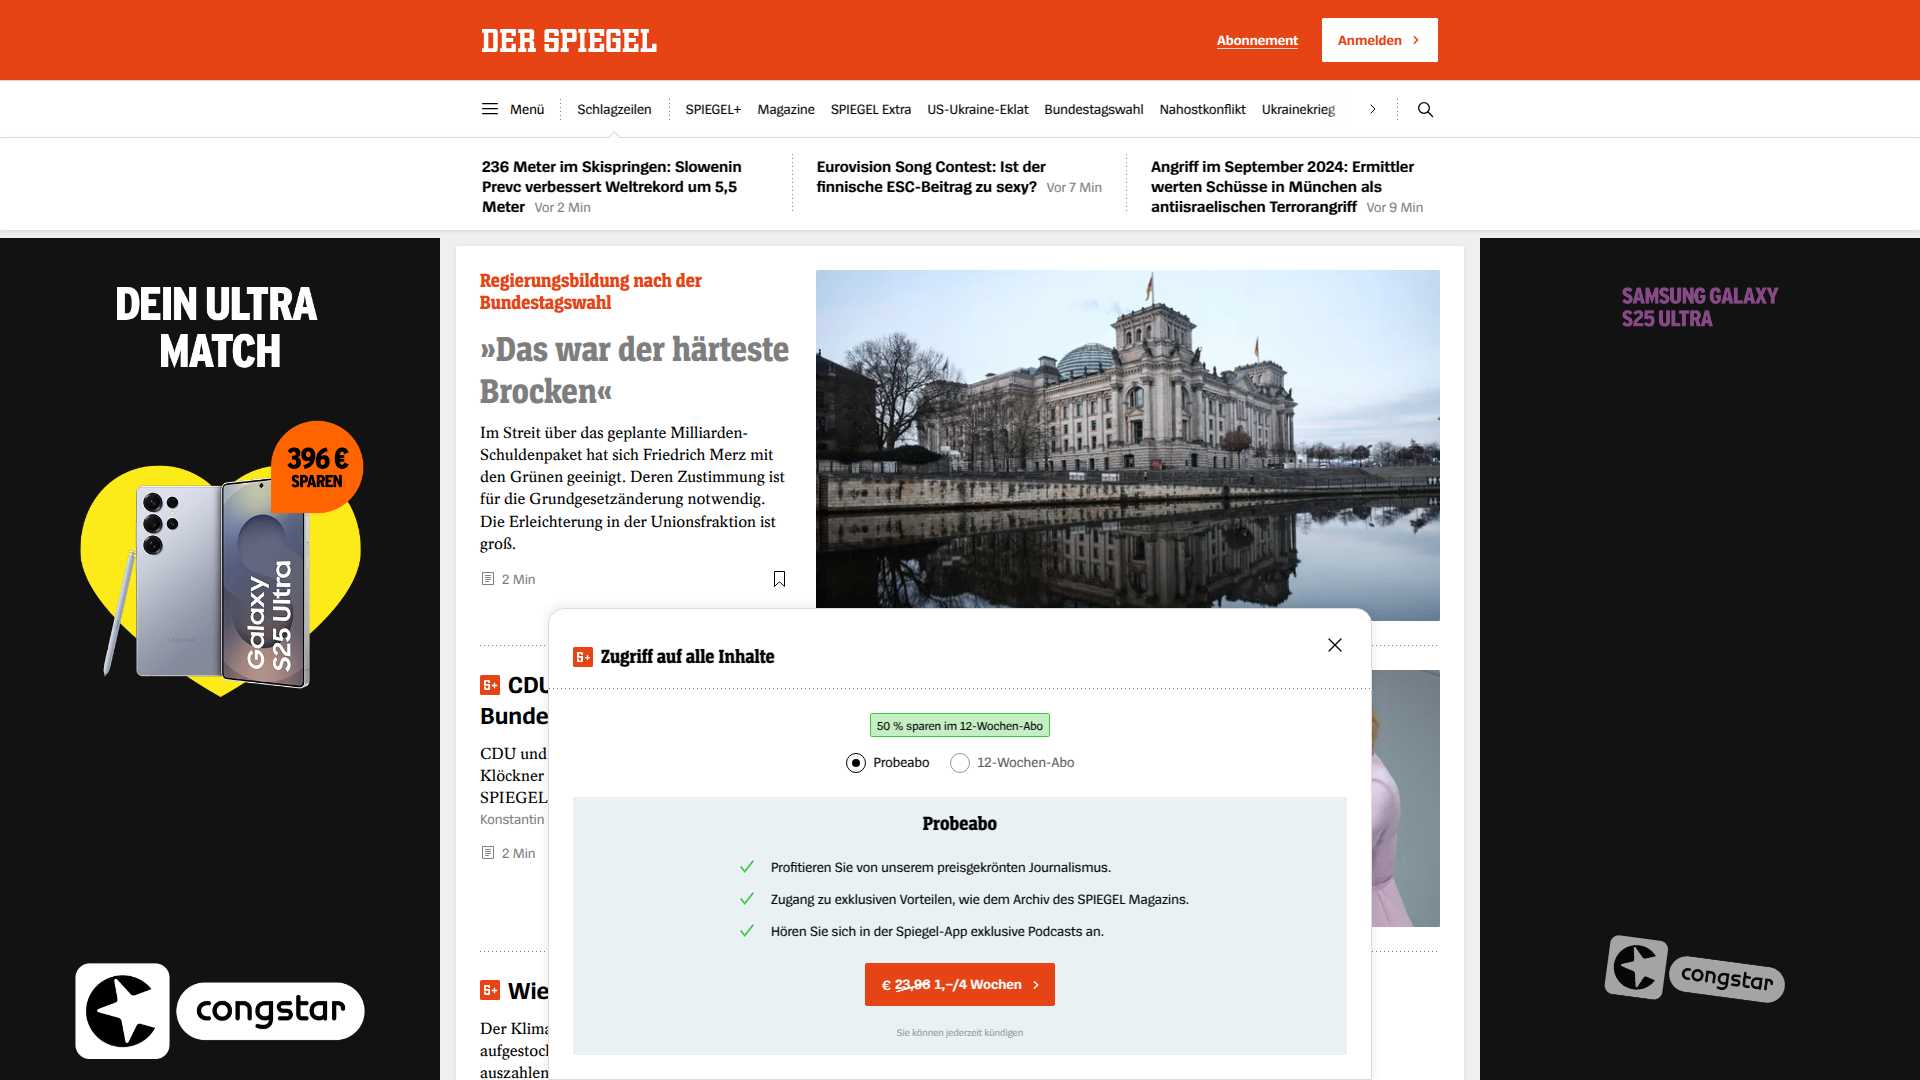 DER SPIEGEL
Abonnement
Anmelden
Menü
Schlagzeilen
SPIEGEL+
Magazine
SPIEGEL Extra
US-Ukraine-Eklat
Bundestagswahl
Nahostkonflikt
Ukrainekrieg
236 Meter im Skispringen: Slowenin
Prevc verbessert Weltrekord um 5,5
Meter Vor 2 Min
Eurovision Song Contest: Ist der
finnische ESC-Beitrag zu sexy? Vor 7 Min
Angriff im September 2024: Ermittler
werten Schüsse in München als
antiisraelischen Terrorangriff Vor 9 Min
DEIN ULTRA
MATCH
396 €
SPAREN
Galaxy
S25 Ultra
congstar
Regierungsbildung nach der
Bundestagswahl
»Das war der härteste
Brocken«
Im Streit über das geplante Milliarden-
Schuldenpaket hat sich Friedrich Merz mit
den Grünen geeinigt. Deren Zustimmung ist
für die Grundgesetzänderung notwendig.
Die Erleichterung in der Unionsfraktion ist
groß.
2 Min
S+ CDU
Bunde
CDU und
Klöckner
SPIEGEL
Konstantin
2 Min
S+ Wie
Der Klima
aufgestock
auszahlen
S+ Zugriff auf alle Inhalte
50 % sparen im 12-Wochen-Abo
Probeabo
12-Wochen-Abo
Probeabo
Profitieren Sie von unserem preisgekrönten Journalismus.
Zugang zu exklusiven Vorteilen, wie dem Archiv des SPIEGEL Magazins.
Hören Sie sich in der Spiegel-App exklusive Podcasts an.
€ 23,96 1,–/4 Wochen
Sie können jederzeit kündigen
SAMSUNG GALAXY
S25 ULTRA
congstar